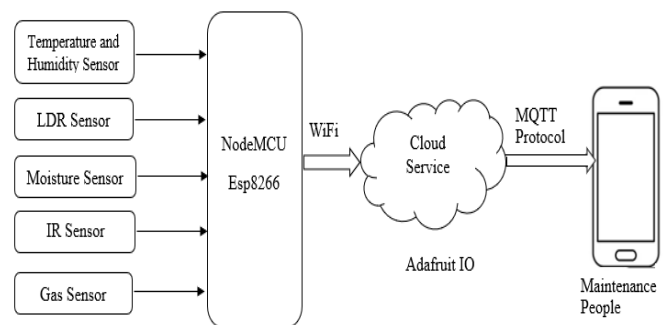 Temperature and
Humidity Sensor
LDR Sensor
Moisture Sensor
IR Sensor
Gas Sensor
NodeMCU
Esp8266
WiFi
Cloud
Service
Adafruit IO
MQTT
Protocol
Maintenance
People